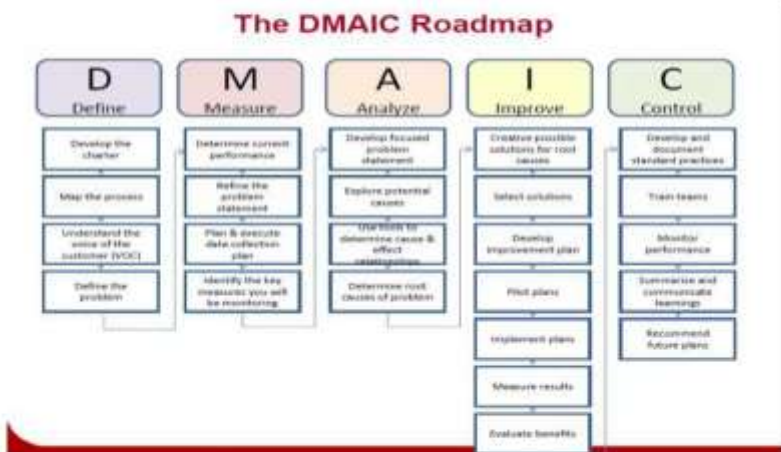 The DMAIC Roadmap
D
Define
Develop the
charter
Map the process
Understand the
voice of the
customer (VOC)
Define the
problem
M
Measure
Determine current
performance
Refine the
problem
statement
Plan & execute
data collection
plan
Identify the key
measures you will
be monitoring
A
Analyze
Develop focused
problem
statement
Explore potential
causes
Use tools to
determine cause &
effect
relationships
Determine root
causes of problem
I
Improve
Creative possible
solutions for root
causes
Select solutions
Develop
improvement plan
Pilot plans
Implement plans
Measure results
Evaluate benefits
C
Control
Develop and
document
standard practices
Train teams
Monitor
performance
Summarise and
communicate
learnings
Recommend
future plans